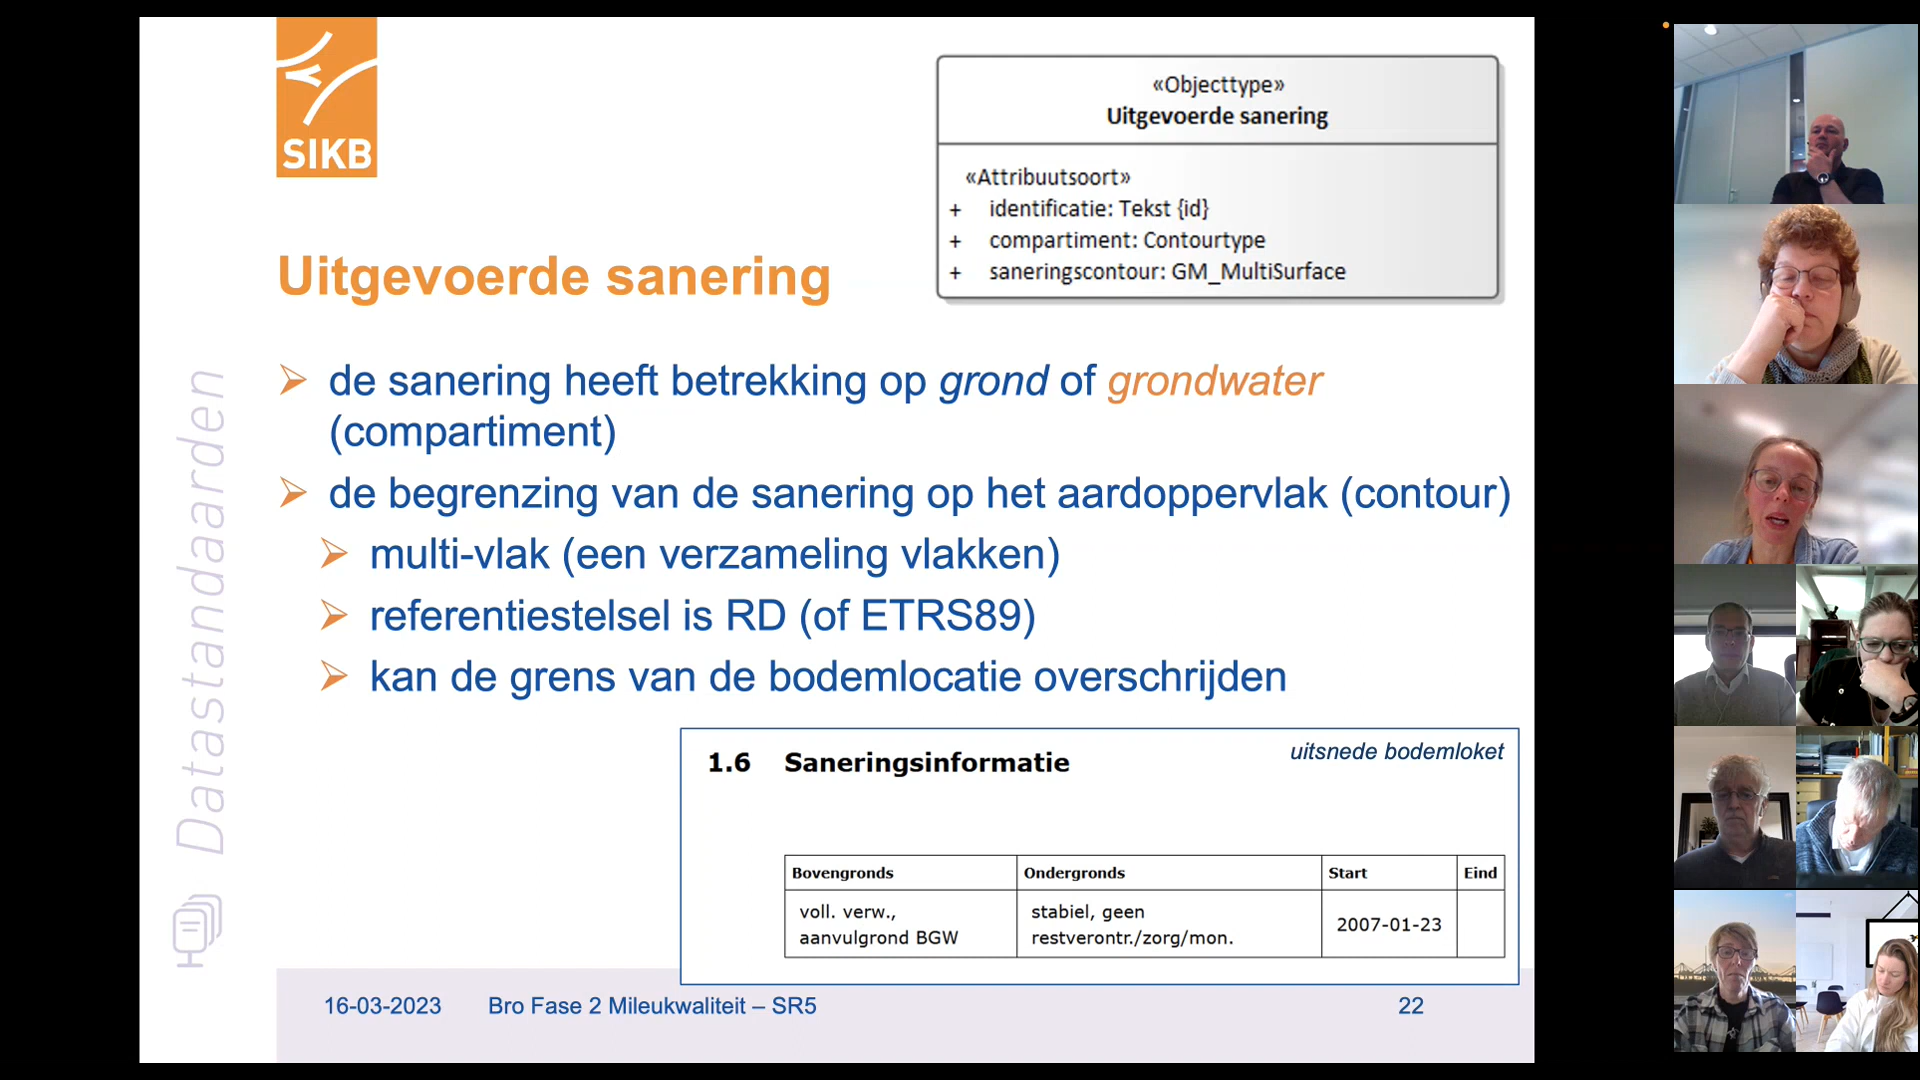 SIKB
«Objecttype»
Uitgevoerde sanering
«Attribuutsoort»
+ identificatie: Tekst {id}
+ compartiment: Contourtype
+ saneringscontour: GM_MultiSurface
Uitgevoerde sanering
Datastandaarden
de sanering heeft betrekking op grond of grondwater
(compartiment)
de begrenzing van de sanering op het aardoppervlak (contour)
multi-vlak (een verzameling vlakken)
referentiestelsel is RD (of ETRS89)
kan de grens van de bodemlocatie overschrijden
1.6 Saneringsinformatie
uitsnede bodemloket
Bovengronds Ondergronds Start Eind
voll. verw., stabiel, geen
aanvulgrond BGW restverontr./zorg/mon. 2007-01-23
16-03-2023 Bro Fase 2 Mileukwaliteit – SR5 22